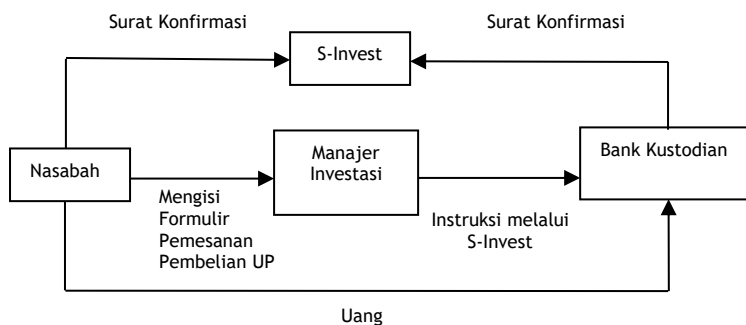 Surat Konfirmasi
Surat Konfirmasi
S-Invest
Nasabah
Manajer
Investasi
Bank Kustodian
Mengisi
Formulir
Pemesanan
Pembelian UP
Instruksi melalui
S-Invest
Uang